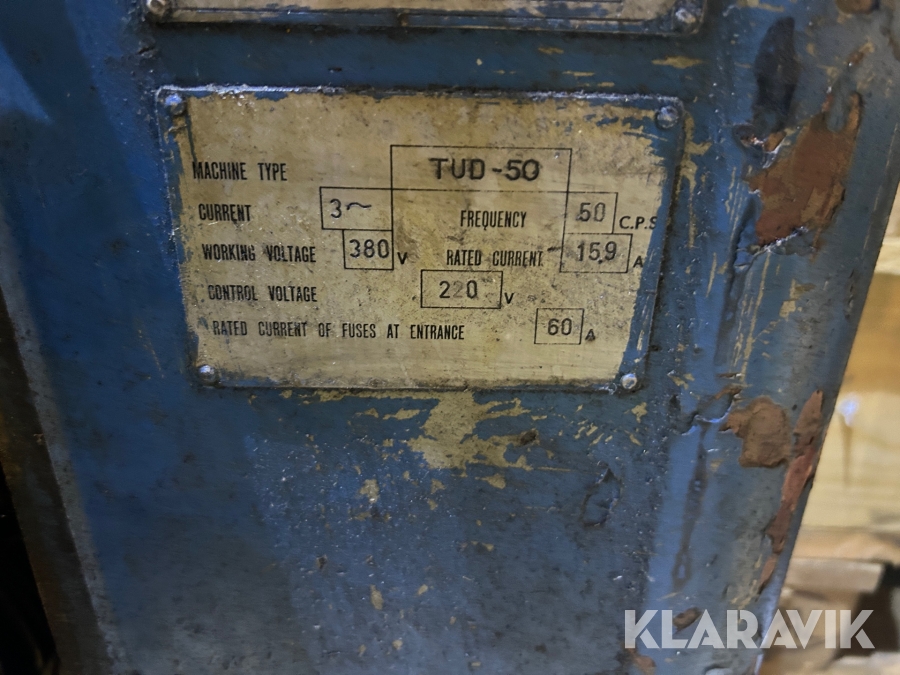 MACHINE TYPE TUD-50
CURRENT 3~ FREQUENCY 50 C.P.S
WORKING VOLTAGE 380 V RATED CURRENT 15.9 A
CONTROL VOLTAGE 220 V
RATED CURRENT OF FUSES AT ENTRANCE 60 A
KLARAVIK